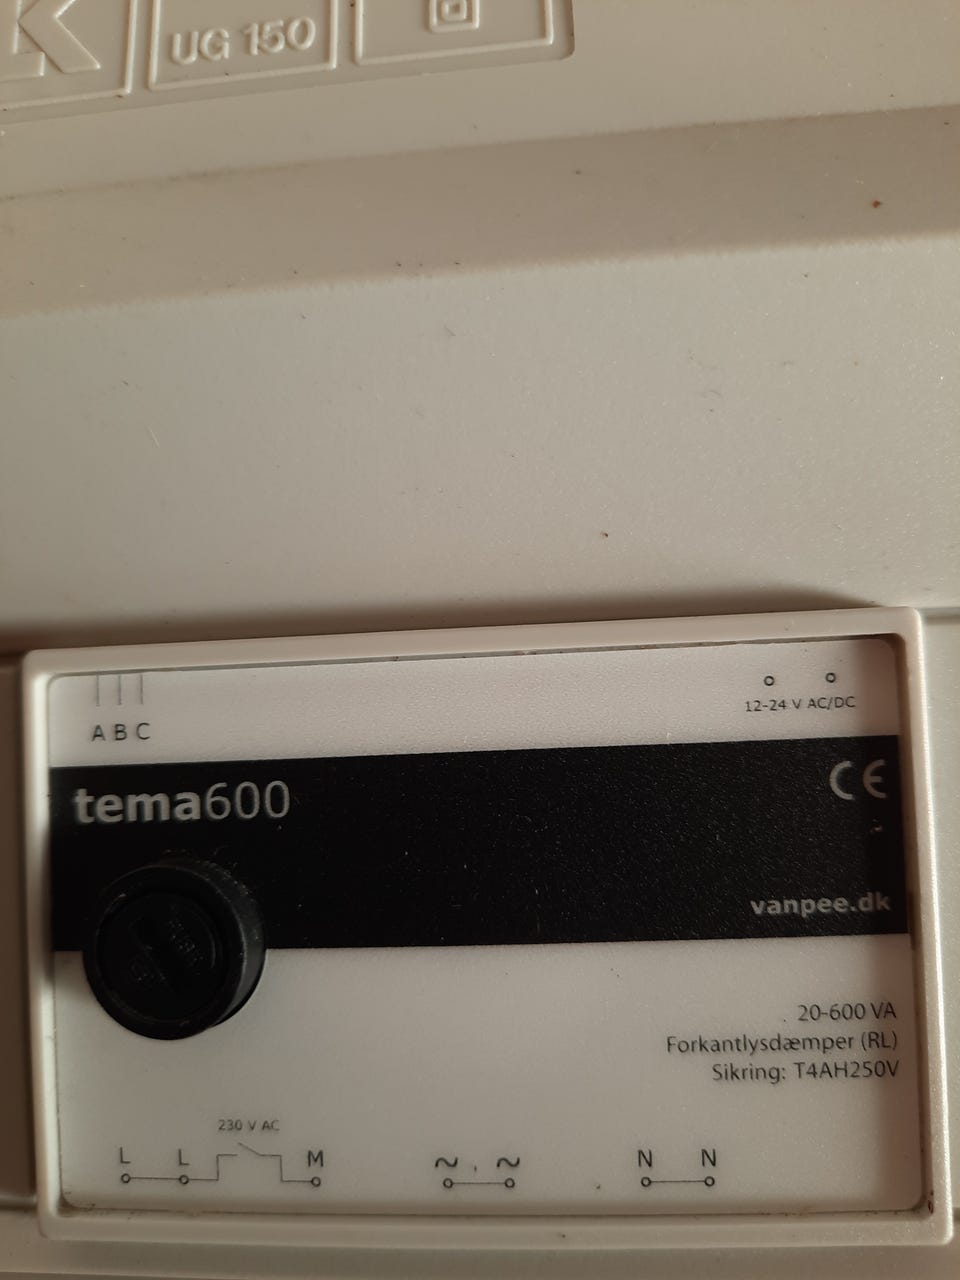 UG 150
A B C
12-24 V AC/DC
tema600
CE
vanpee.dk
20-600 VA
Forkantlysdæmper (RL)
Sikring: T4AH250V
230 V AC
L L M ~ . ~ N N